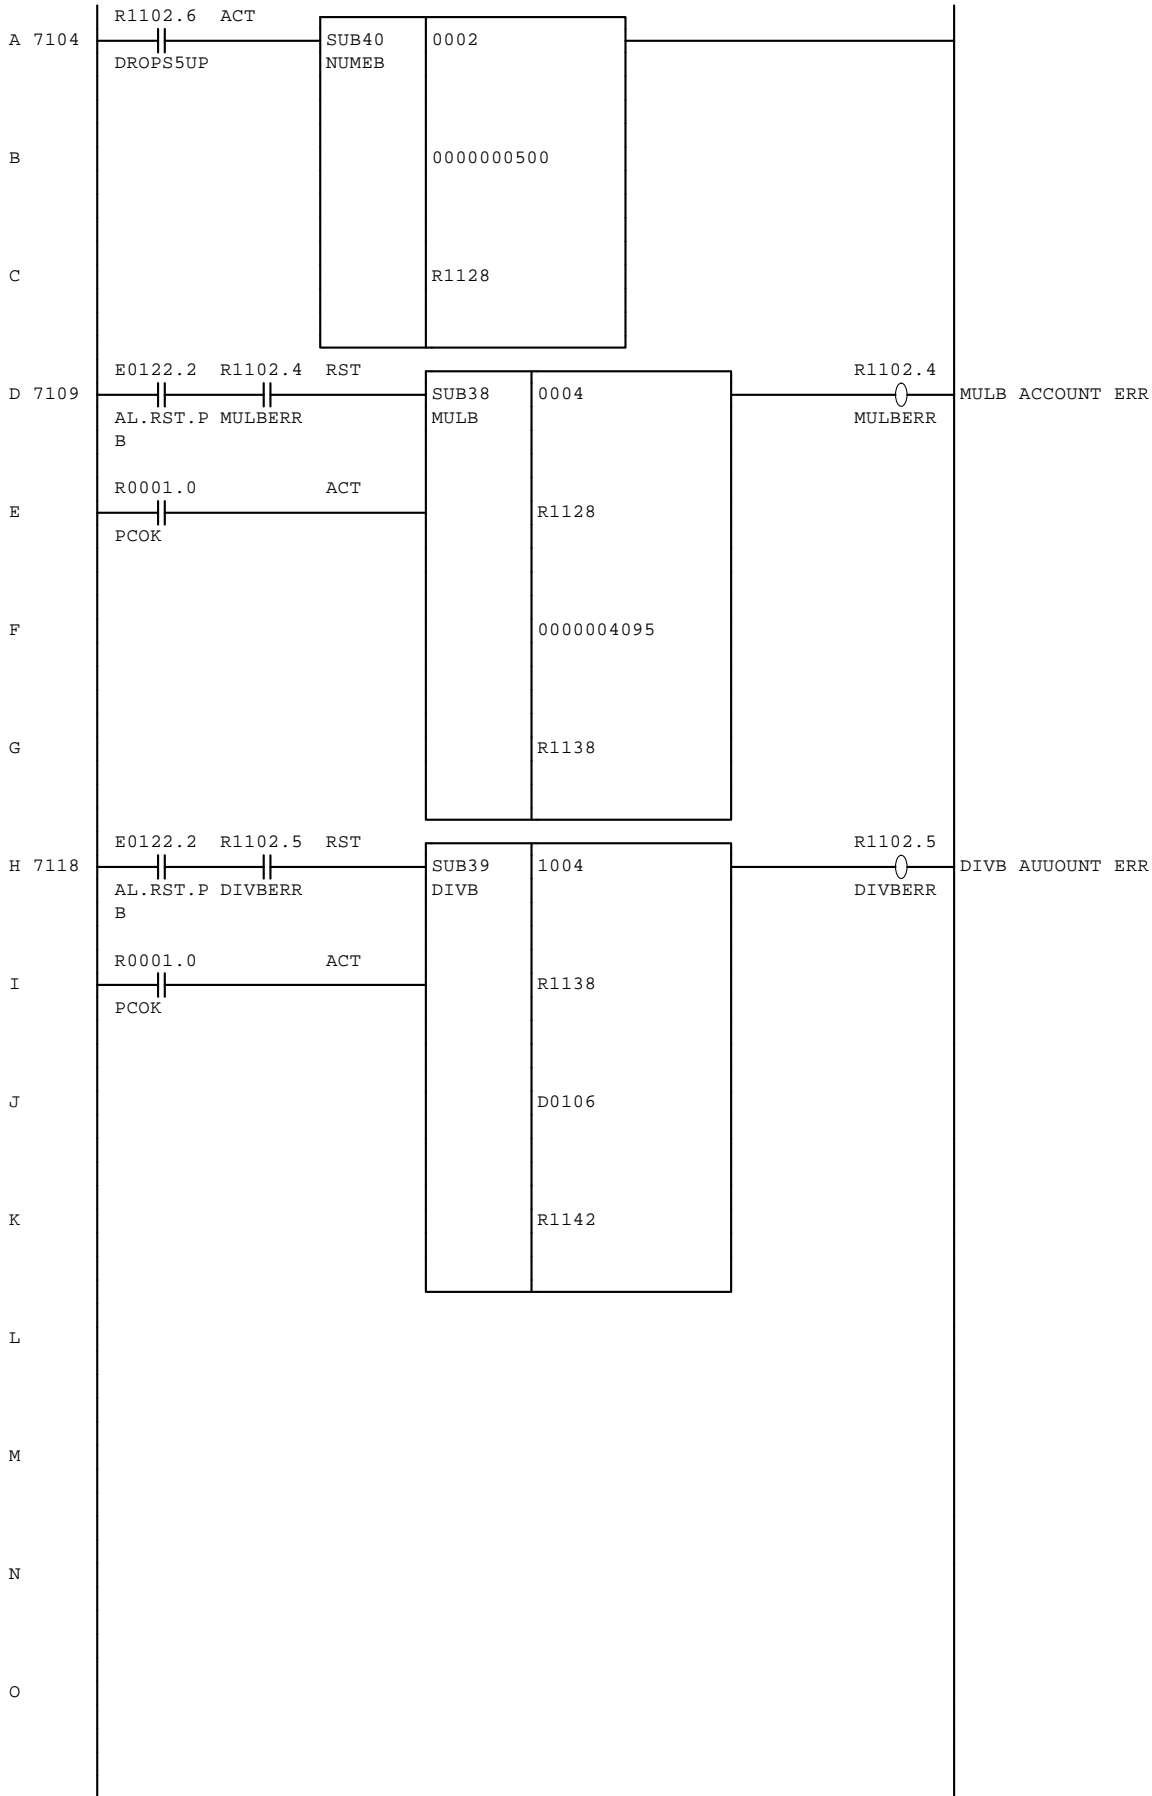 R1102.6 ACT
A 7104 SUB40 0002
DROPS5UP NUMEB
B 0000000500
C R1128
E0122.2 R1102.4 RST R1102.4
D 7109 SUB38 0004 MULB ACCOUNT ERR
AL.RST.P MULBERR MULB MULBERR
B
R0001.0 ACT
E R1128
PCOK
F 0000004095
G R1138
E0122.2 R1102.5 RST R1102.5
H 7118 SUB39 1004 DIVB AUUOUNT ERR
AL.RST.P DIVBERR DIVB DIVBERR
B
R0001.0 ACT
I R1138
PCOK
J D0106
K R1142
L
M
N
O